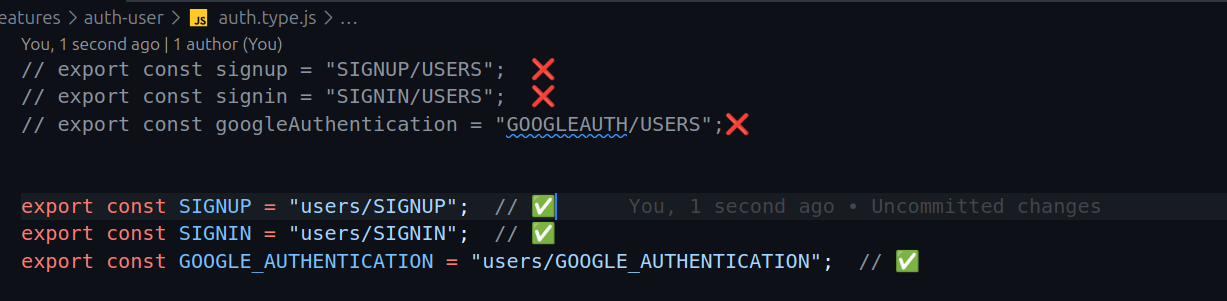 eatures > auth-user > JS auth.type.js > ...
You, 1 second ago | 1 author (You)
// export const signup = "SIGNUP/USERS"; ❌
// export const signin = "SIGNIN/USERS"; ❌
// export const googleAuthentication = "GOOGLEAUTH/USERS";❌
export const SIGNUP = "users/SIGNUP"; // ✅ You, 1 second ago • Uncommitted changes
export const SIGNIN = "users/SIGNIN"; // ✅
export const GOOGLE_AUTHENTICATION = "users/GOOGLE_AUTHENTICATION"; // ✅